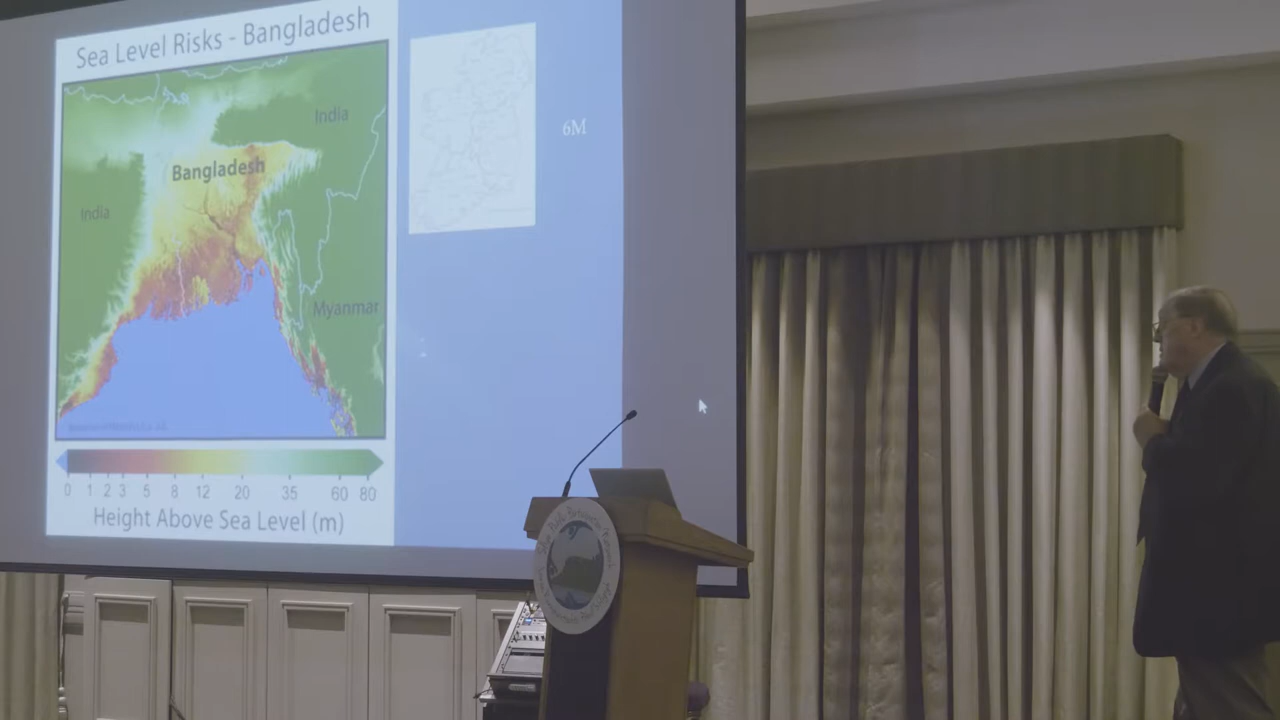 Sea Level Risks - Bangladesh
India
6M
Bangladesh
India
Myanmar
0 1 2 3 5 8 12 20 35 60 80
Height Above Sea Level (m)